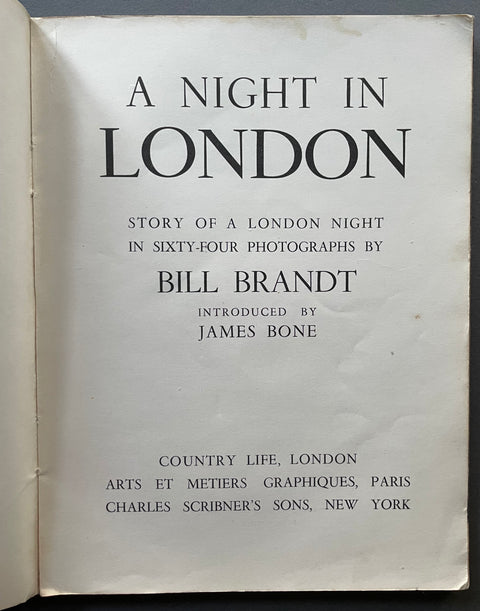 A NIGHT IN
LONDON
STORY OF A LONDON NIGHT
IN SIXTY-FOUR PHOTOGRAPHS BY
BILL BRANDT
INTRODUCED BY
JAMES BONE
COUNTRY LIFE, LONDON
ARTS ET METIERS GRAPHIQUES, PARIS
CHARLES SCRIBNER'S SONS, NEW YORK